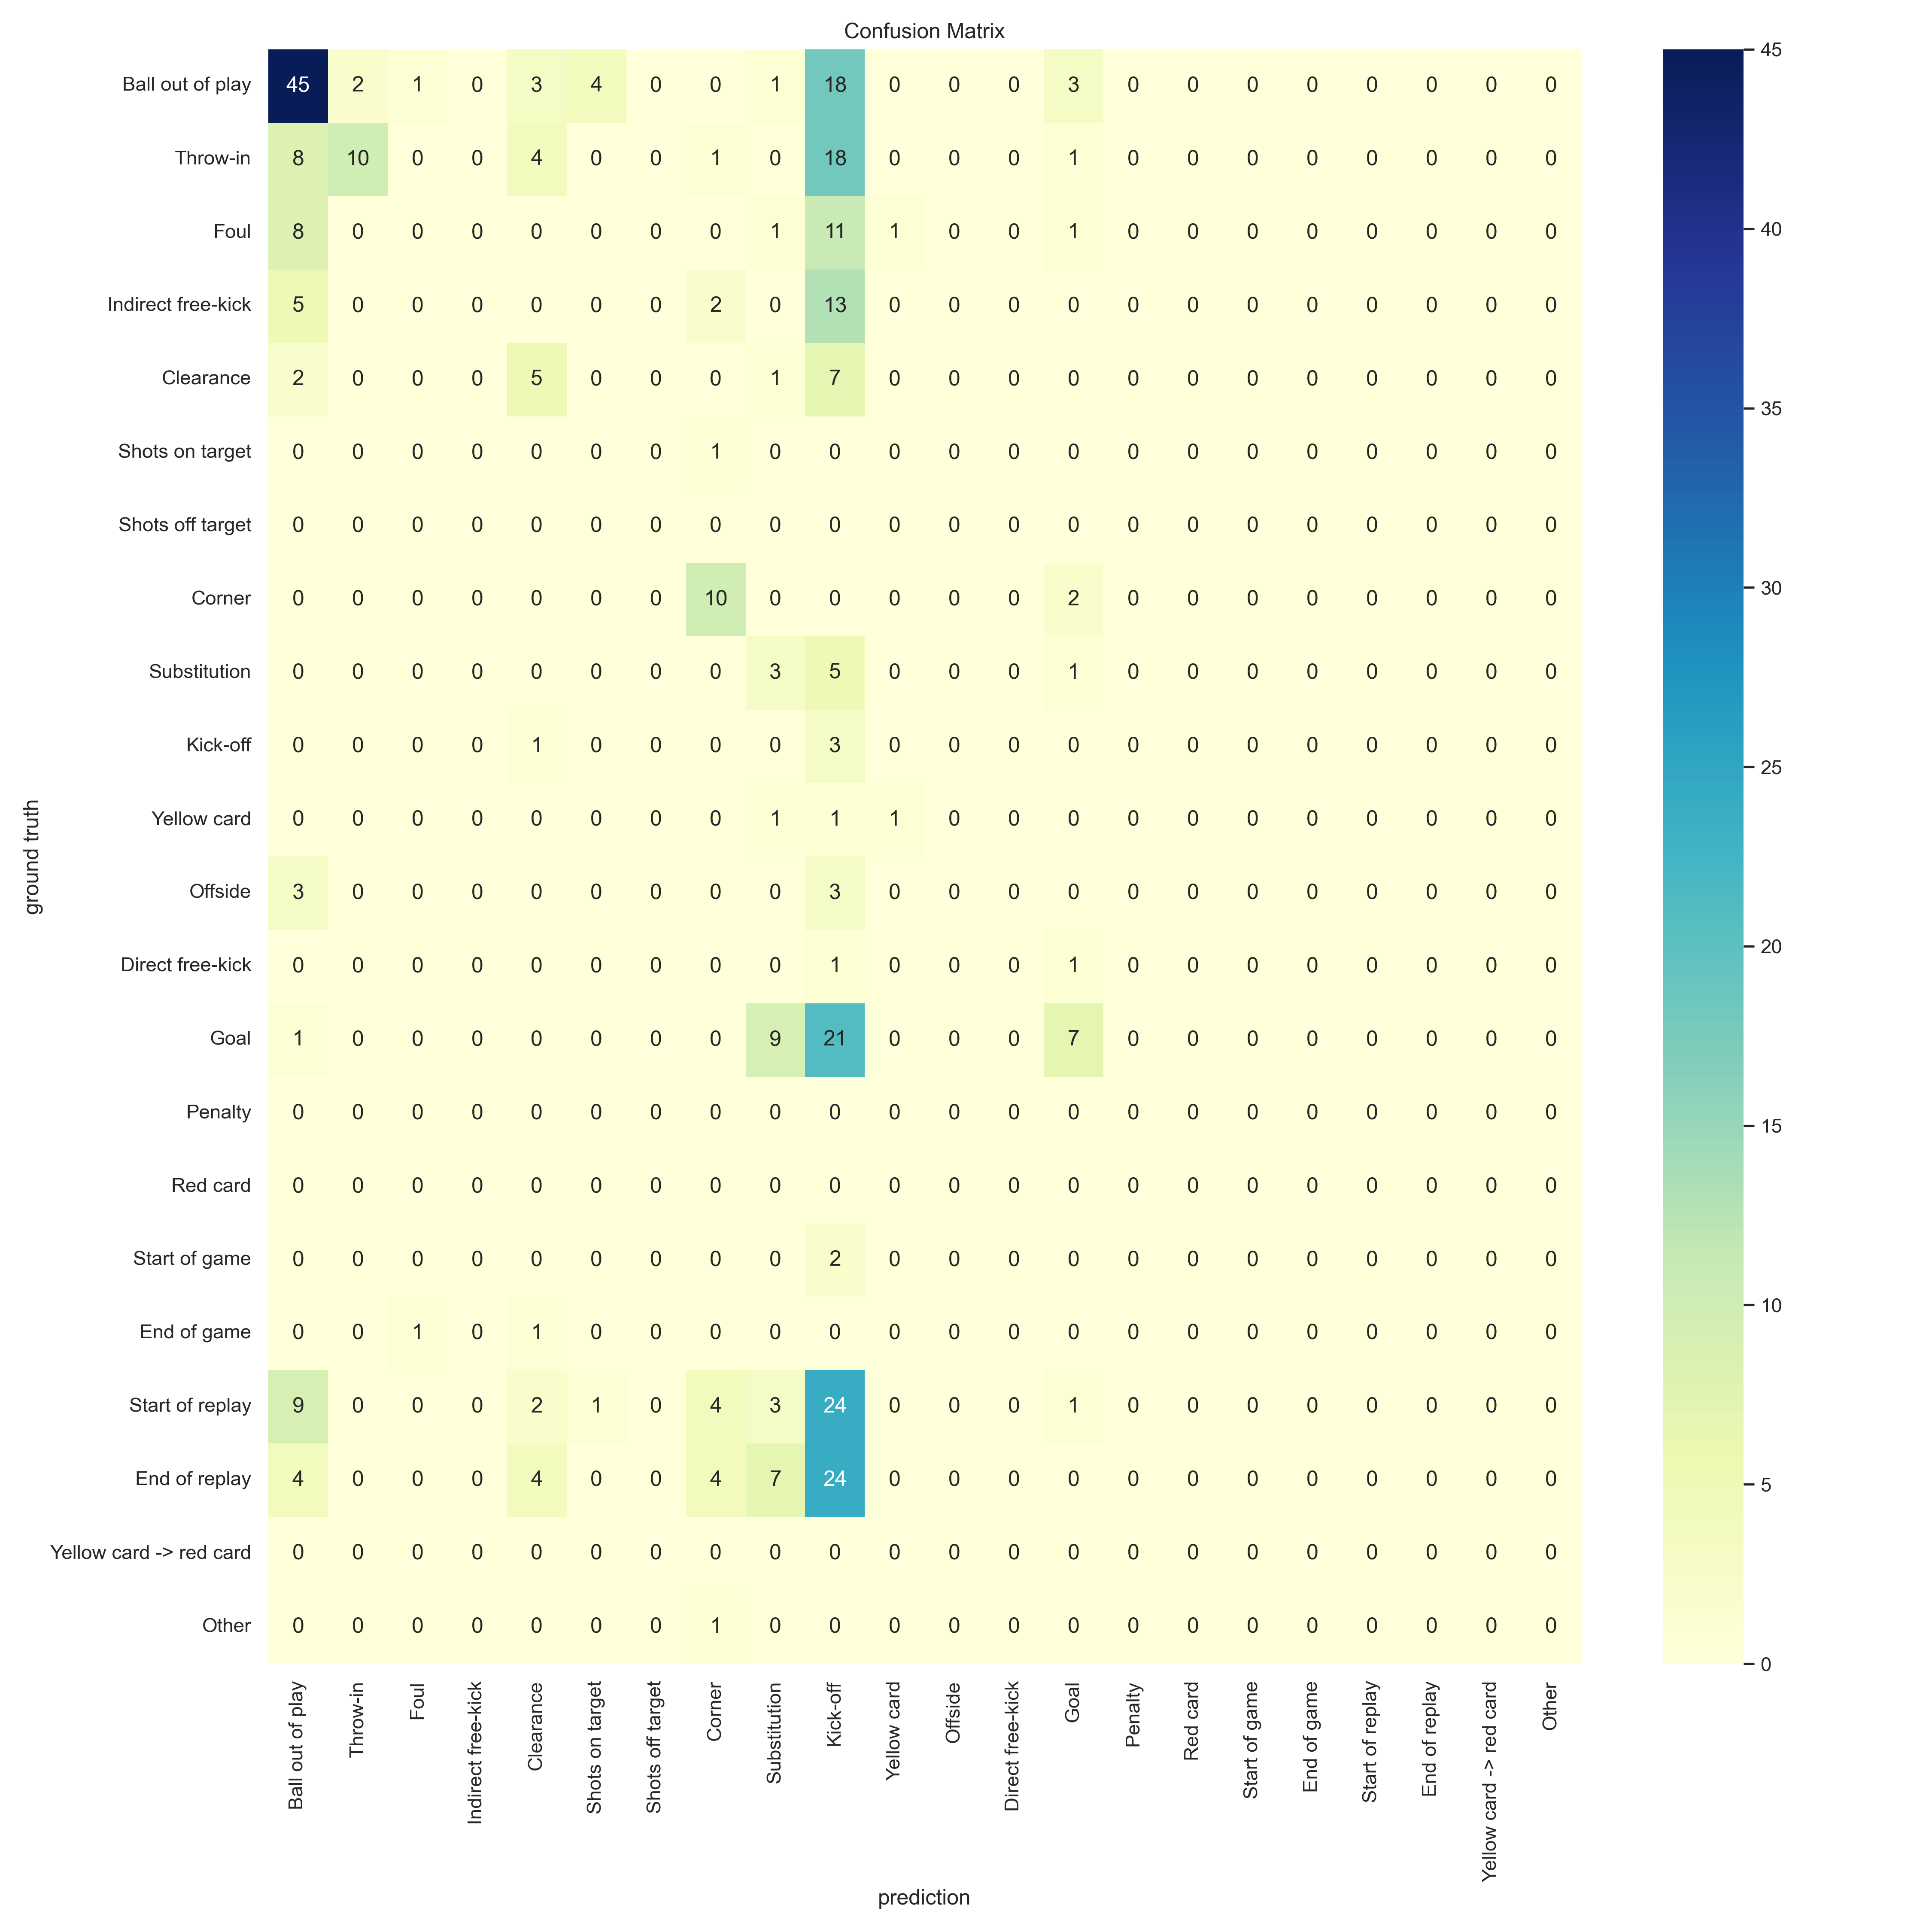 Confusion Matrix
Ball out of play 45 2 1 0 3 4 0 0 1 18 0 0 0 3 0 0 0 0 0 0 0 0
Throw-in 8 10 0 0 4 0 0 1 0 18 0 0 0 1 0 0 0 0 0 0 0 0
Foul 8 0 0 0 0 0 0 0 1 11 1 0 0 1 0 0 0 0 0 0 0 0
Indirect free-kick 5 0 0 0 0 0 0 2 0 13 0 0 0 0 0 0 0 0 0 0 0 0
Clearance 2 0 0 0 5 0 0 0 1 7 0 0 0 0 0 0 0 0 0 0 0 0
Shots on target 0 0 0 0 0 0 0 1 0 0 0 0 0 0 0 0 0 0 0 0 0 0
Shots off target 0 0 0 0 0 0 0 0 0 0 0 0 0 0 0 0 0 0 0 0 0 0
Corner 0 0 0 0 0 0 0 10 0 0 0 0 0 2 0 0 0 0 0 0 0 0
Substitution 0 0 0 0 0 0 0 0 3 5 0 0 0 1 0 0 0 0 0 0 0 0
Kick-off 0 0 0 0 1 0 0 0 0 3 0 0 0 0 0 0 0 0 0 0 0 0
Yellow card 0 0 0 0 0 0 0 0 1 1 1 0 0 0 0 0 0 0 0 0 0 0
Offside 3 0 0 0 0 0 0 0 0 3 0 0 0 0 0 0 0 0 0 0 0 0
Direct free-kick 0 0 0 0 0 0 0 0 0 1 0 0 0 1 0 0 0 0 0 0 0 0
Goal 1 0 0 0 0 0 0 0 9 21 0 0 0 7 0 0 0 0 0 0 0 0
Penalty 0 0 0 0 0 0 0 0 0 0 0 0 0 0 0 0 0 0 0 0 0 0
Red card 0 0 0 0 0 0 0 0 0 0 0 0 0 0 0 0 0 0 0 0 0 0
Start of game 0 0 0 0 0 0 0 0 0 2 0 0 0 0 0 0 0 0 0 0 0 0
End of game 0 0 1 0 1 0 0 0 0 0 0 0 0 0 0 0 0 0 0 0 0 0
Start of replay 9 0 0 0 2 1 0 4 3 24 0 0 0 1 0 0 0 0 0 0 0 0
End of replay 4 0 0 0 4 0 0 4 7 24 0 0 0 0 0 0 0 0 0 0 0 0
Yellow card -> red card 0 0 0 0 0 0 0 0 0 0 0 0 0 0 0 0 0 0 0 0 0 0
Other 0 0 0 0 0 0 0 1 0 0 0 0 0 0 0 0 0 0 0 0 0 0
ground truth
Ball out of play
Throw-in
Foul
Indirect free-kick
Clearance
Shots on target
Shots off target
Corner
Substitution
Kick-off
Yellow card
Offside
Direct free-kick
Goal
Penalty
Red card
Start of game
End of game
Start of replay
End of replay
Yellow card -> red card
Other
prediction
45
40
35
30
25
20
15
10
5
0